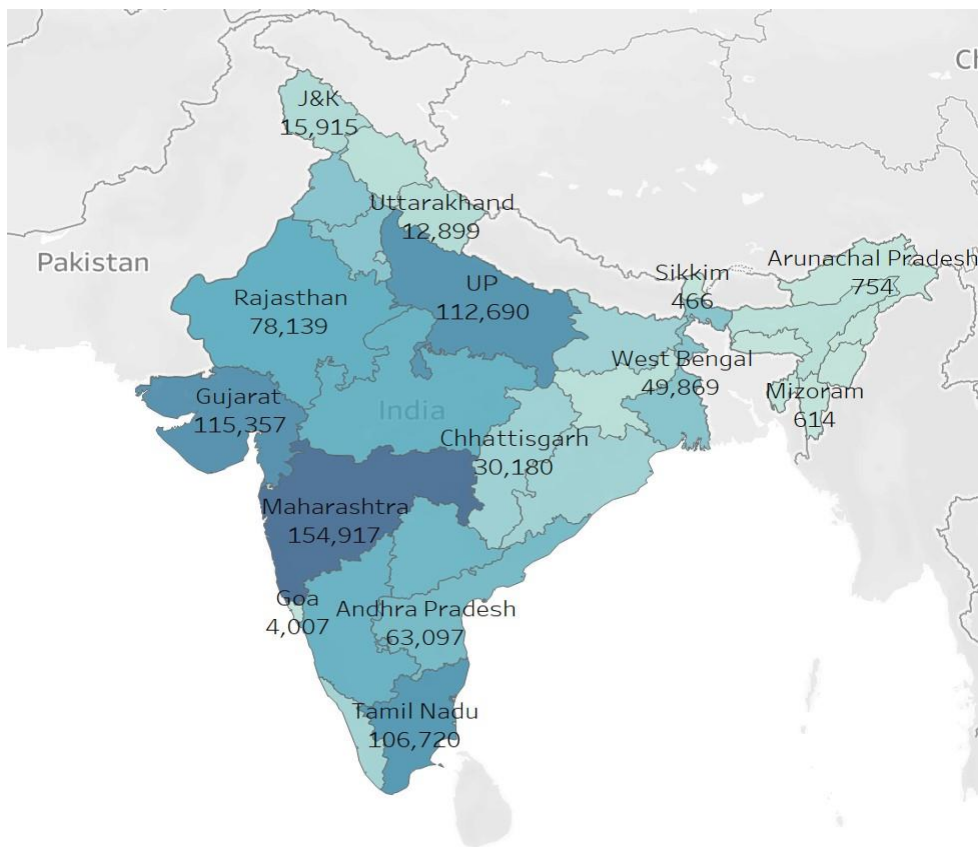 Ch
J&K
15,915
Uttarakhand
12,899
Pakistan
Arunachal Pradesh
754
Sikkim
466
UP
112,690
Rajasthan
78,139
West Bengal
49,869
Mizoram
614
Gujarat
115,357
India
Chhattisgarh
30,180
Maharashtra
154,917
Goa
4,007
Andhra Pradesh
63,097
Tamil Nadu
106,720